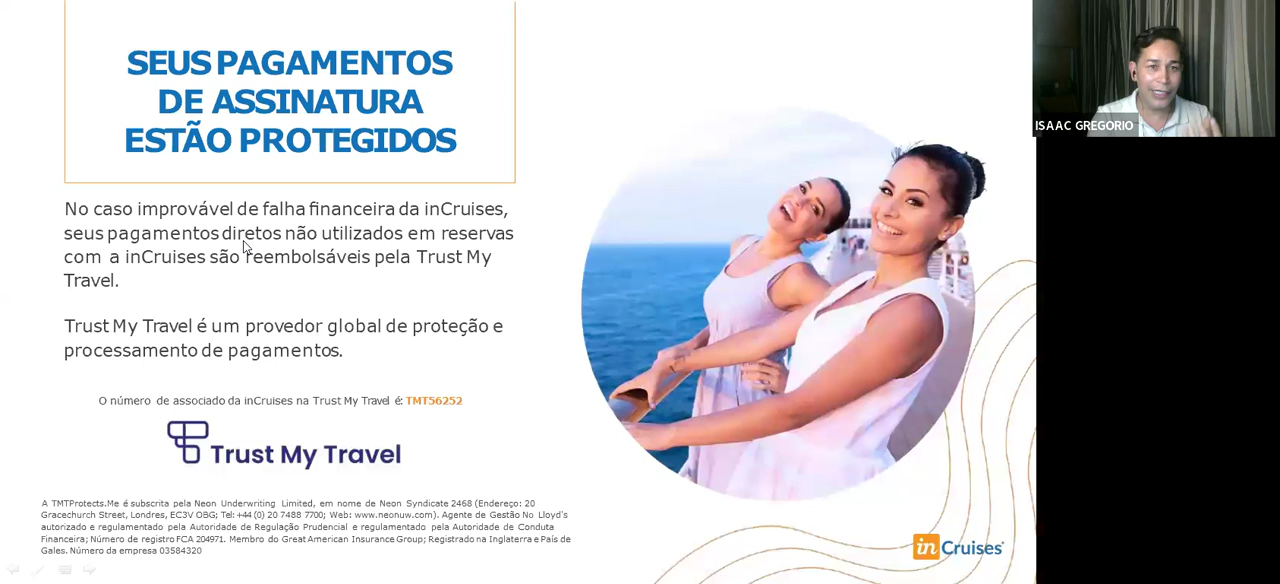 SEUS PAGAMENTOS
DE ASSINATURA
ESTÃO PROTEGIDOS
No caso improvável de falha financeira da inCruises,
seus pagamentos diretos não utilizados em reservas
com a inCruises são reembolsáveis pela Trust My
Travel.
Trust My Travel é um provedor global de proteção e
processamento de pagamentos.
O número de associado da inCruises na Trust My Travel é: TMT56252
Trust My Travel
A TMTProtects.Me é subscrita pela Neon Underwriting Limited, em nome de Neon Syndicate 2468 (Endereço: 20
Gracechurch Street, Londres, EC3V OBG; Tel: +44 (0) 20 7488 7700; Web: www.neonuw.com). Agente de Gestão No Lloyd's
autorizado e regulamentado pela Autoridade de Regulação Prudencial e regulamentado pela Autoridade de Conduta
Financeira; Número de registro FCA 204971. Membro do Great American Insurance Group; Registrado na Inglaterra e País de
Gales. Número da empresa 03584320
inCruises
ISAAC GREGORIO